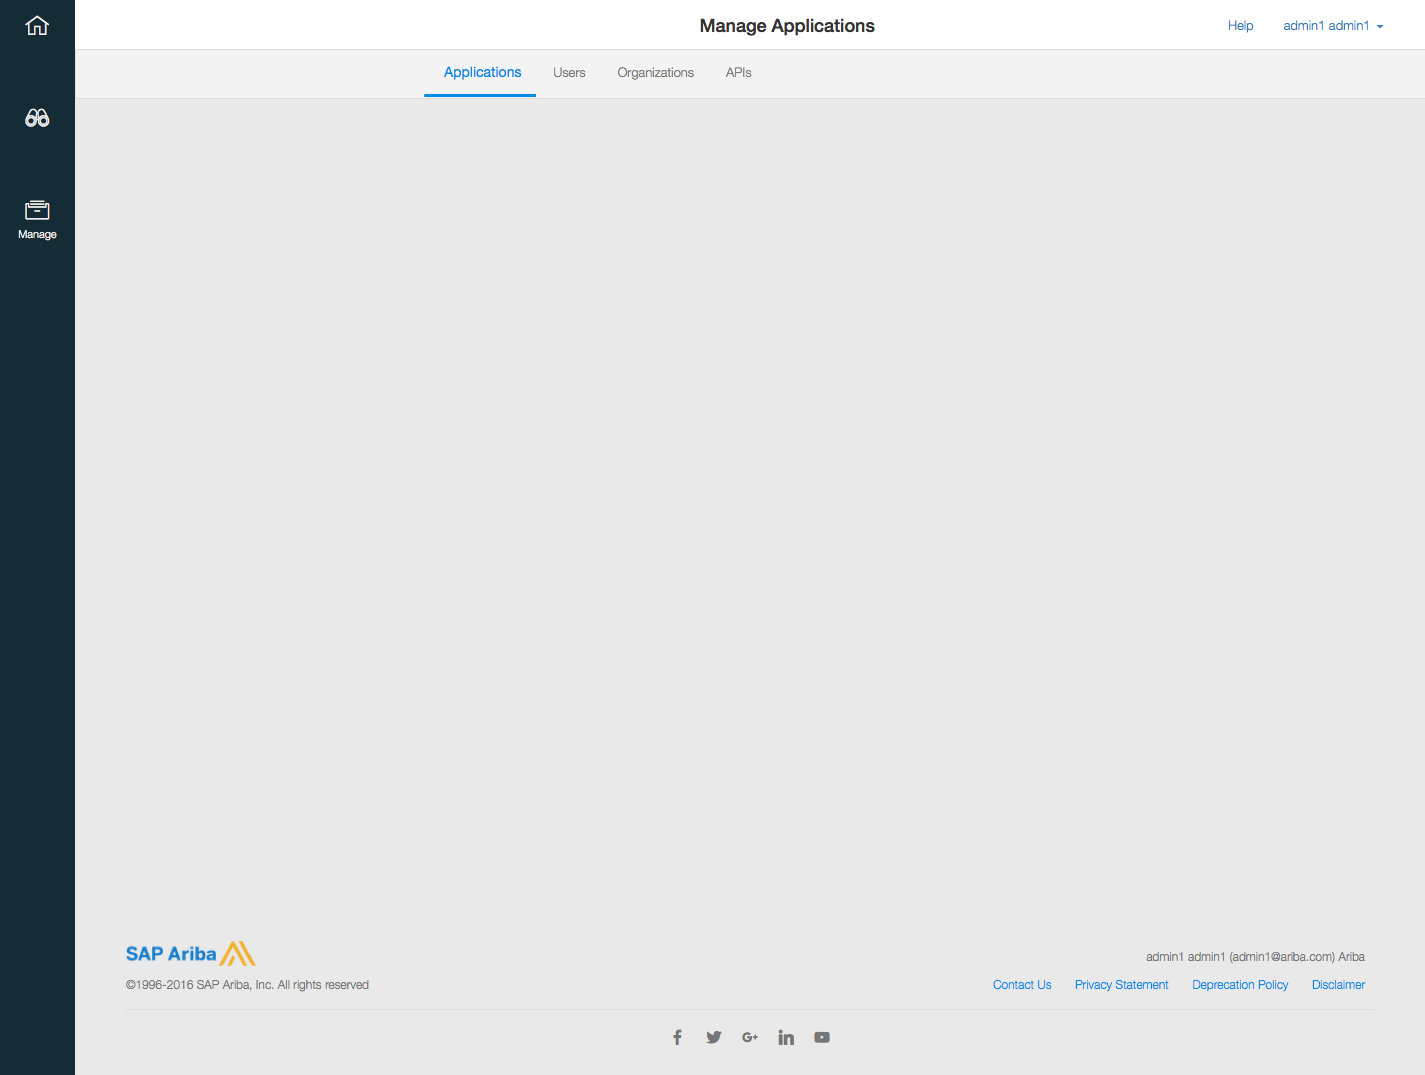 Manage Applications
Help admin1 admin1
Applications Users Organizations APIs
Manage
SAP Ariba
admin1 admin1 (admin1@ariba.com) Ariba
©1996-2016 SAP Ariba, Inc. All rights reserved
Contact Us Privacy Statement Deprecation Policy Disclaimer
f G+ in